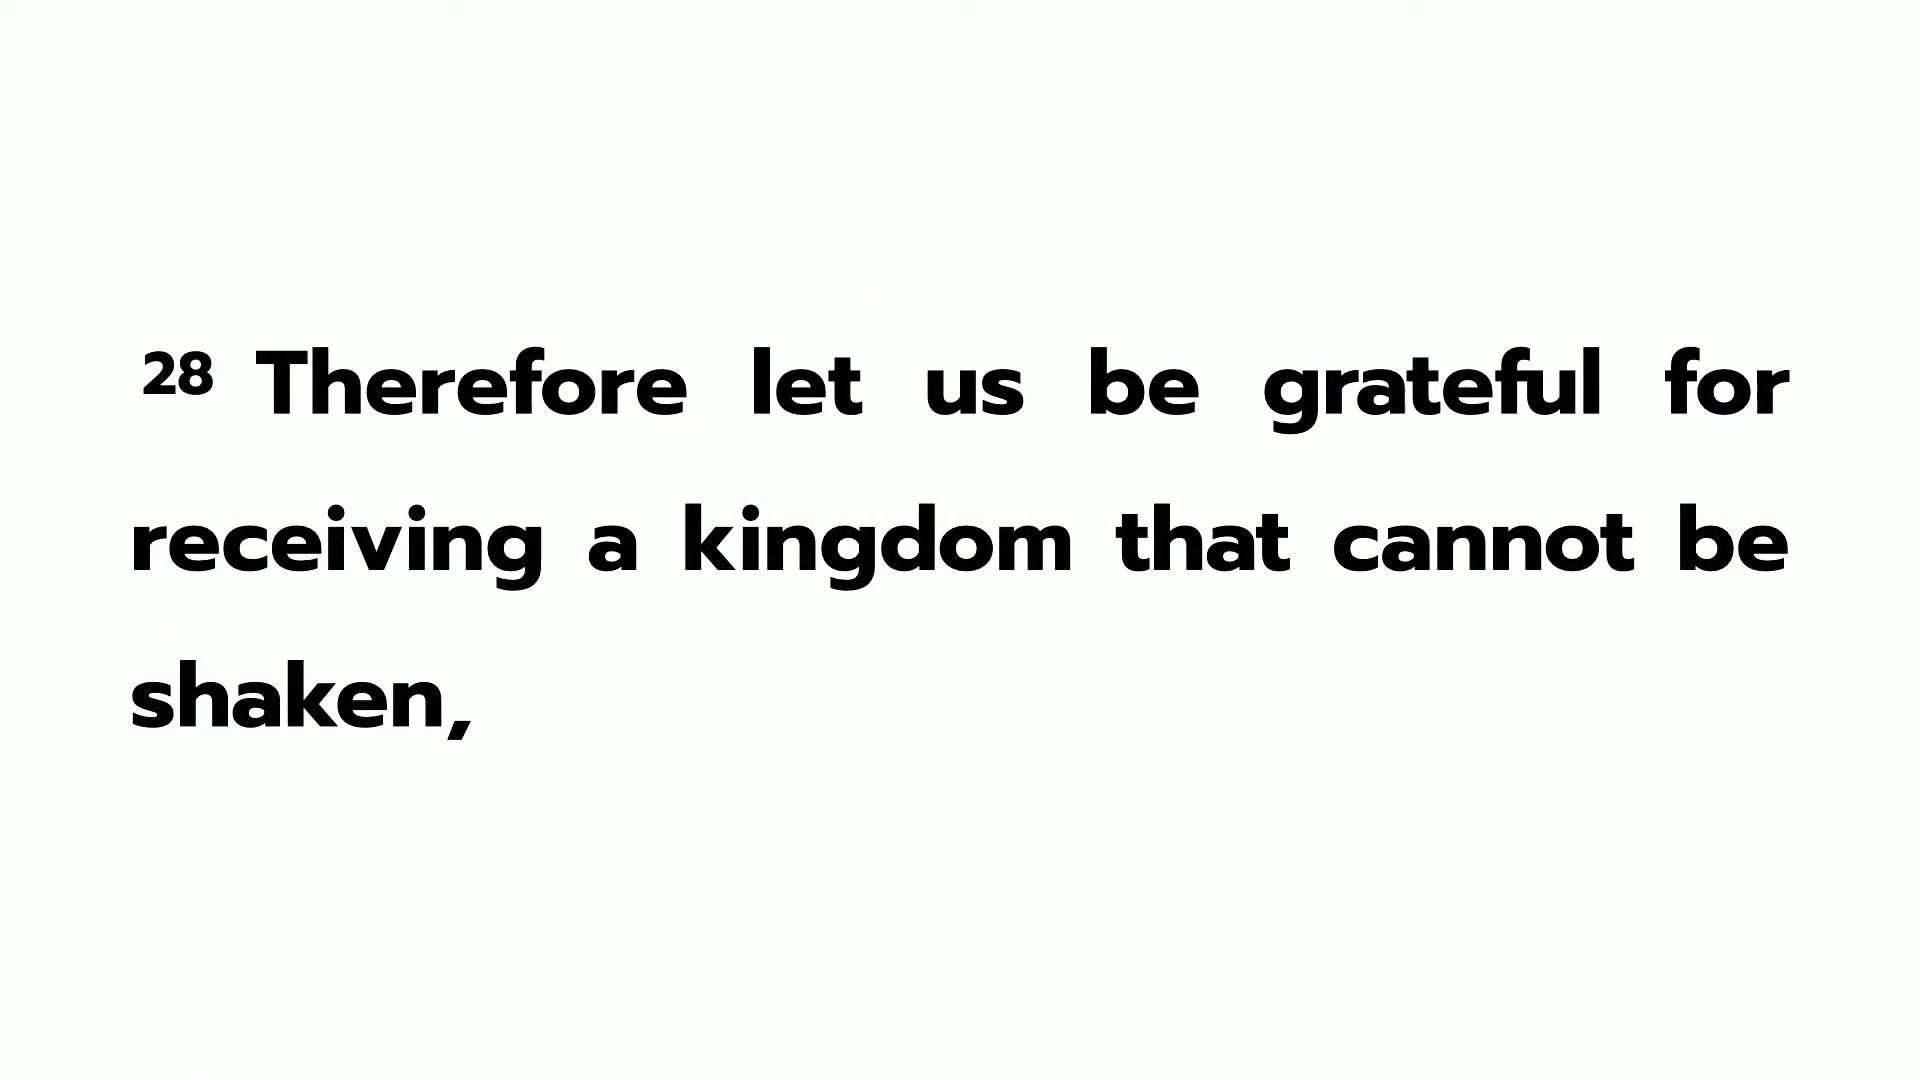 28 Therefore let us be grateful for
receiving a kingdom that cannot be
shaken,